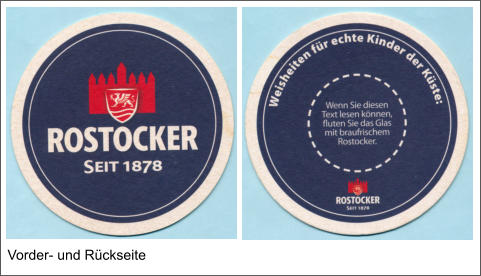 ROSTOCKER
SEIT 1878
Weisheiten für echte Kinder der Küste:
Wenn Sie diesen
Text lesen können,
fluten Sie das Glas
mit braufrischem
Rostocker.
ROSTOCKER
SEIT 1878
Vorder- und Rückseite